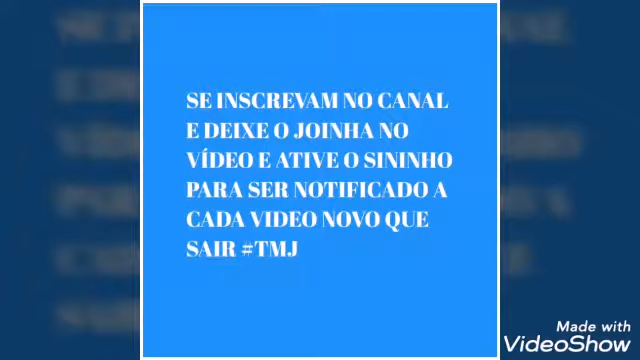 SE INSCREVAM NO CANAL
E DEIXE O JOINHA NO
VÍDEO E ATIVE O SININHO
PARA SER NOTIFICADO A
CADA VIDEO NOVO QUE
SAIR #TMJ
Made with
VideoShow